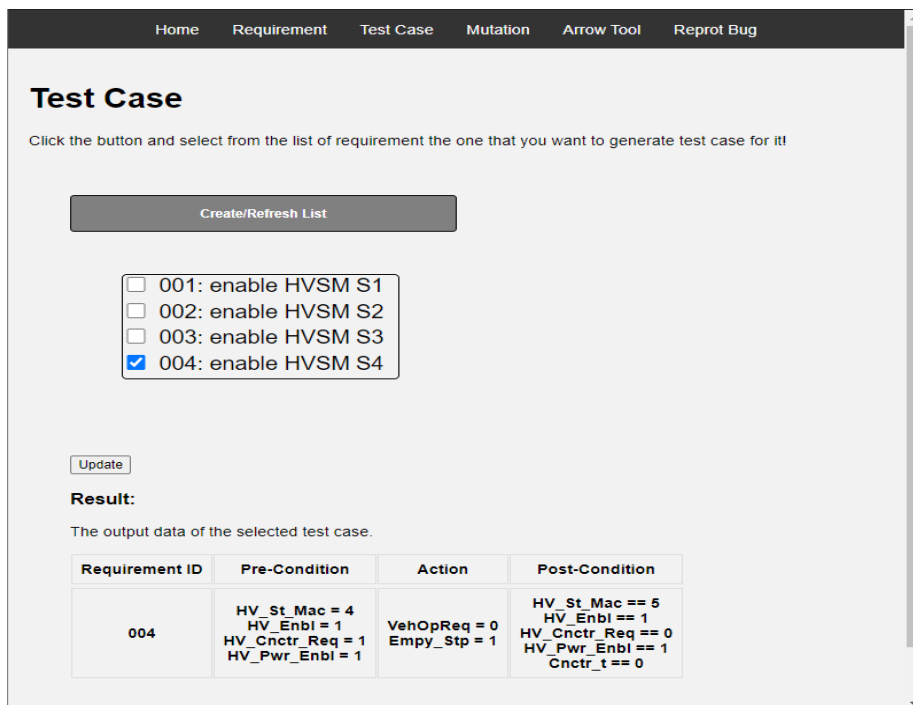 Home Requirement Test Case Mutation Arrow Tool Reprot Bug
Test Case
Click the button and select from the list of requirement the one that you want to generate test case for it!
Create/Refresh List
001: enable HVSM S1
002: enable HVSM S2
003: enable HVSM S3
004: enable HVSM S4
Update
Result:
The output data of the selected test case.
Requirement ID Pre-Condition Action Post-Condition
004
HV_St_Mac = 4
HV_Enbl = 1
HV_Cnctr_Req = 1
HV_Pwr_Enbl = 1
VehOpReq = 0
Empy_Stp = 1
HV_St_Mac == 5
HV_Enbl == 1
HV_Cnctr_Req == 0
HV_Pwr_Enbl == 1
Cnctr_t == 0